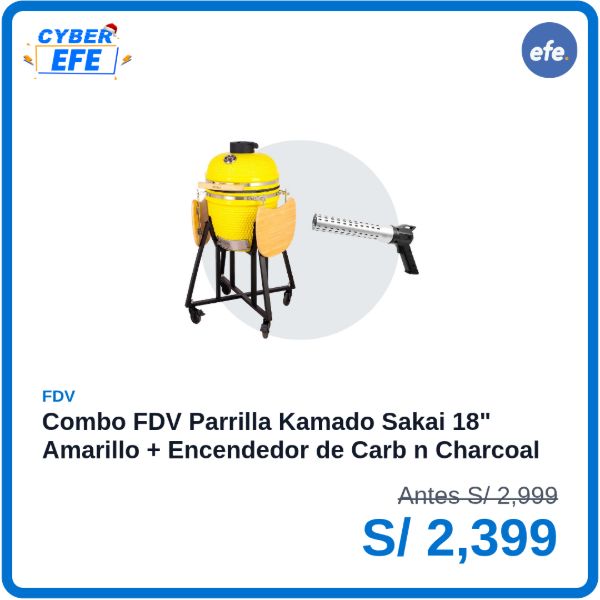 CYBER
EFE
efe.
FDV
Combo FDV Parrilla Kamado Sakai 18"
Amarillo + Encendedor de Carb n Charcoal
Antes S/ 2,999
S/ 2,399